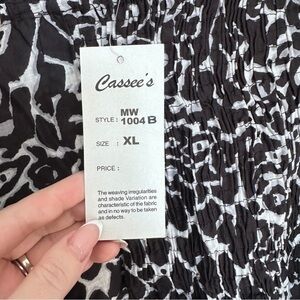 Cassee's
STYLE : MW 1004 B
SIZE : XL
PRICE :
The weaving irregularities
and shade Variation are
characteristic of the fabric
and in no way to be taken
as defects.